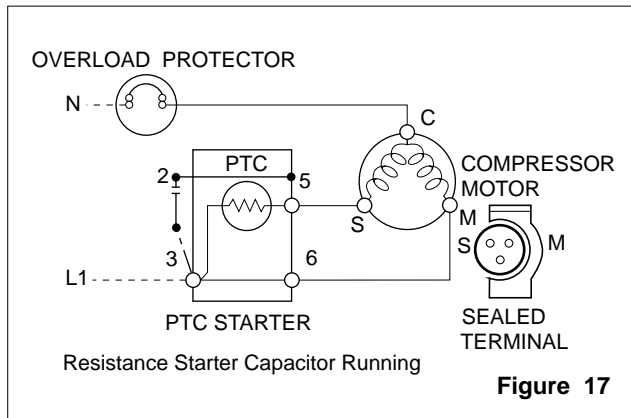 OVERLOAD PROTECTOR
N
C
PTC
2
5
COMPRESSOR
MOTOR
S
M
S
M
3
6
L1
PTC STARTER
SEALED
TERMINAL
Resistance Starter Capacitor Running
Figure 17